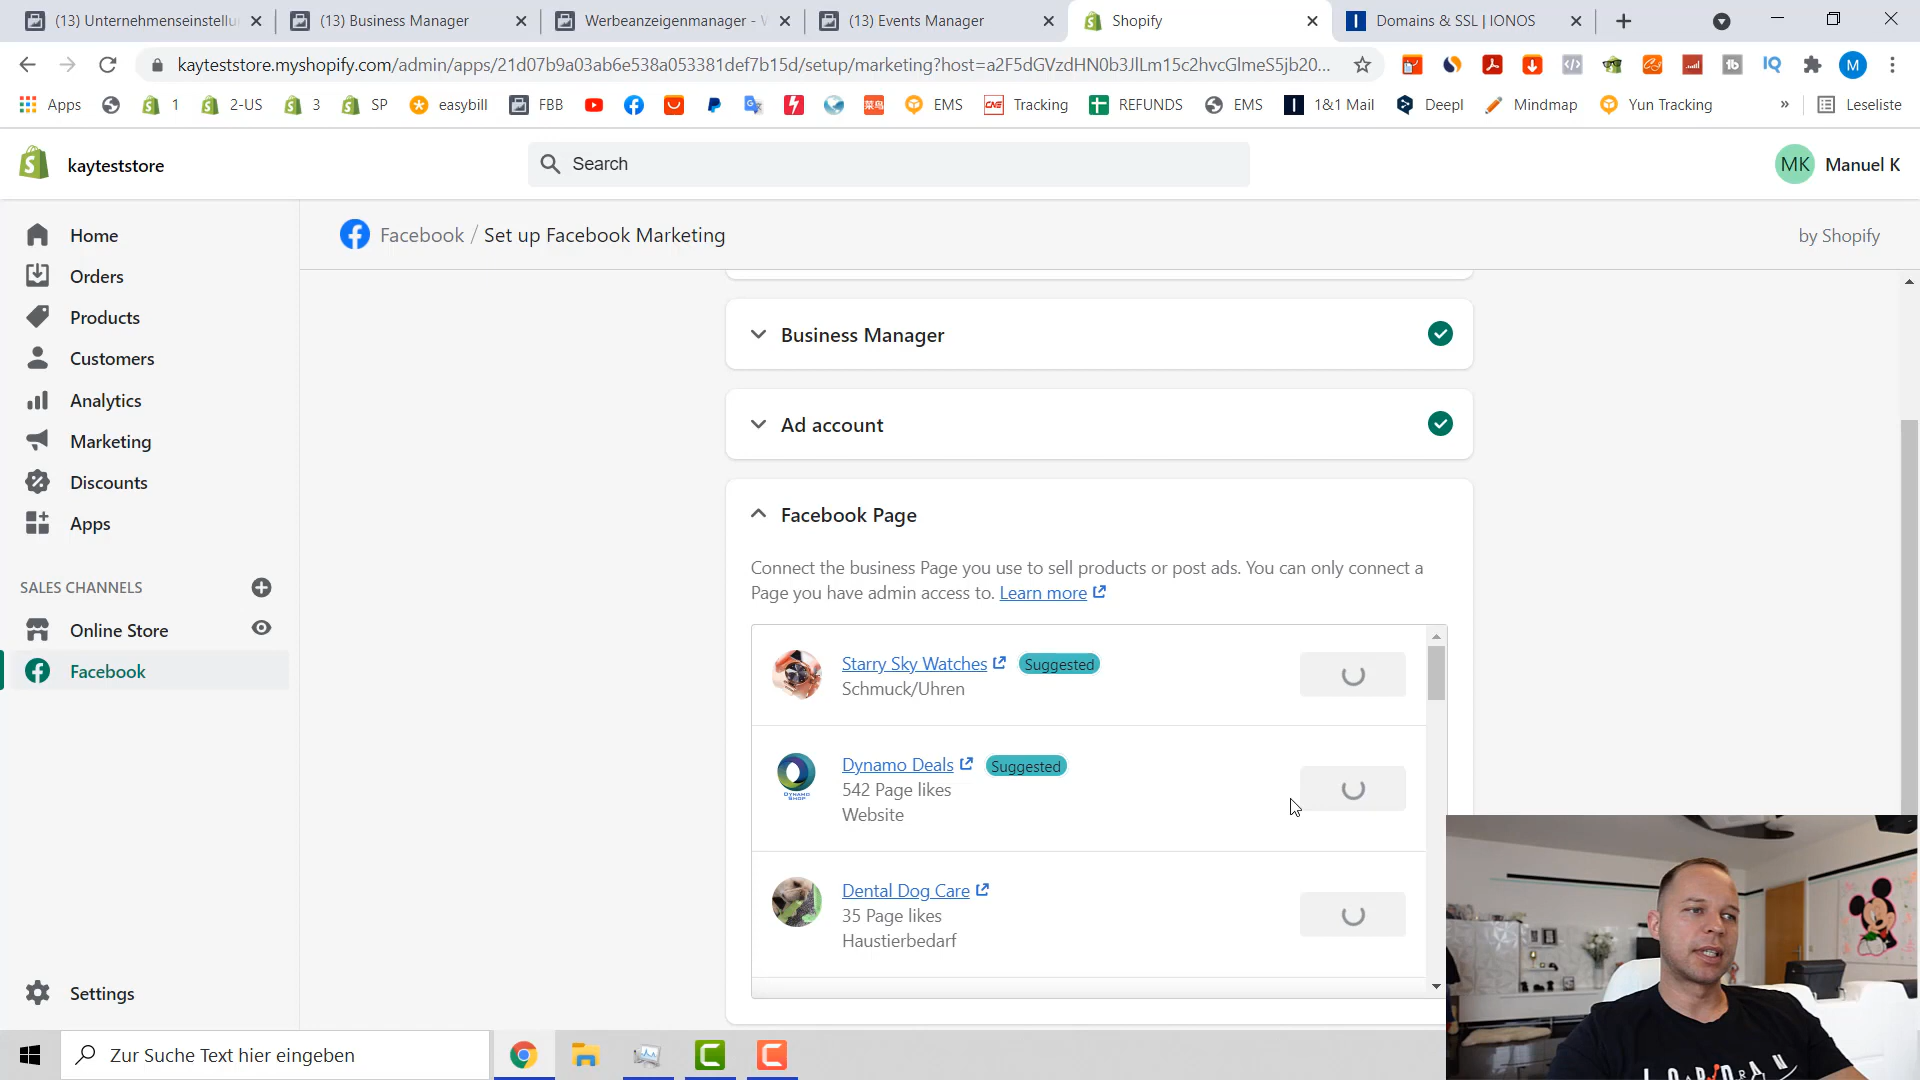 (13) Unternehmenseinstellu
(13) Business Manager
Werbeanzeigenmanager - W
(13) Events Manager
Shopify
Domains & SSL | IONOS
kayteststore.myshopify.com/admin/apps/21d07b9a03ab6e538a053381def7b15d/setup/marketing?host=a2F5dGVzdHN0b3JlLm15c2hvcGlmeS5jb20...
Apps
1
2-US
3
SP
easybill
FBB
EMS
Tracking
REFUNDS
EMS
1&1 Mail
Deepl
Mindmap
Yun Tracking
»
Leseliste
kayteststore
Search
MK
Manuel K
Home
Orders
Products
Customers
Analytics
Marketing
Discounts
Apps
SALES CHANNELS
Online Store
Facebook
Settings
Facebook / Set up Facebook Marketing
by Shopify
Business Manager
Ad account
Facebook Page
Connect the business Page you use to sell products or post ads. You can only connect a
Page you have admin access to. Learn more
Starry Sky Watches Suggested
Schmuck/Uhren
Dynamo Deals Suggested
542 Page likes
Website
Dental Dog Care
35 Page likes
Haustierbedarf
Zur Suche Text hier eingeben